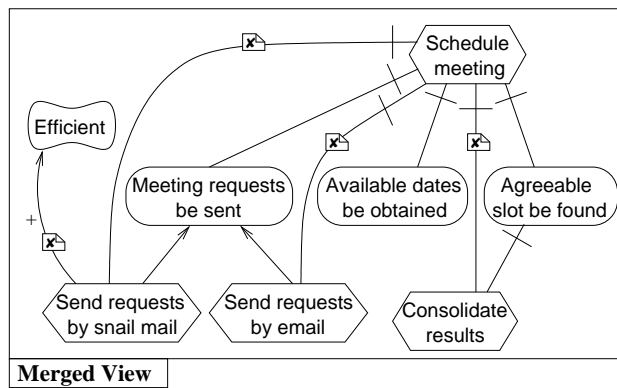 Schedule
meeting
Efficient
Meeting requests
be sent
Available dates
be obtained
Agreeable
slot be found
+
Send requests
by snail mail
Send requests
by email
Consolidate
results
Merged View